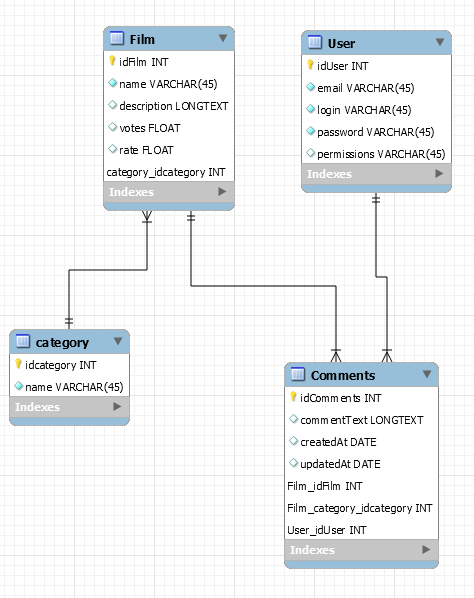 Film
idFilm INT
name VARCHAR(45)
description LONGTEXT
votes FLOAT
rate FLOAT
category_idcategory INT
Indexes
User
idUser INT
email VARCHAR(45)
login VARCHAR(45)
password VARCHAR(45)
permissions VARCHAR(45)
Indexes
category
idcategory INT
name VARCHAR(45)
Indexes
Comments
idComments INT
commentText LONGTEXT
createdAt DATE
updatedAt DATE
Film_idFilm INT
Film_category_idcategory INT
User_idUser INT
Indexes